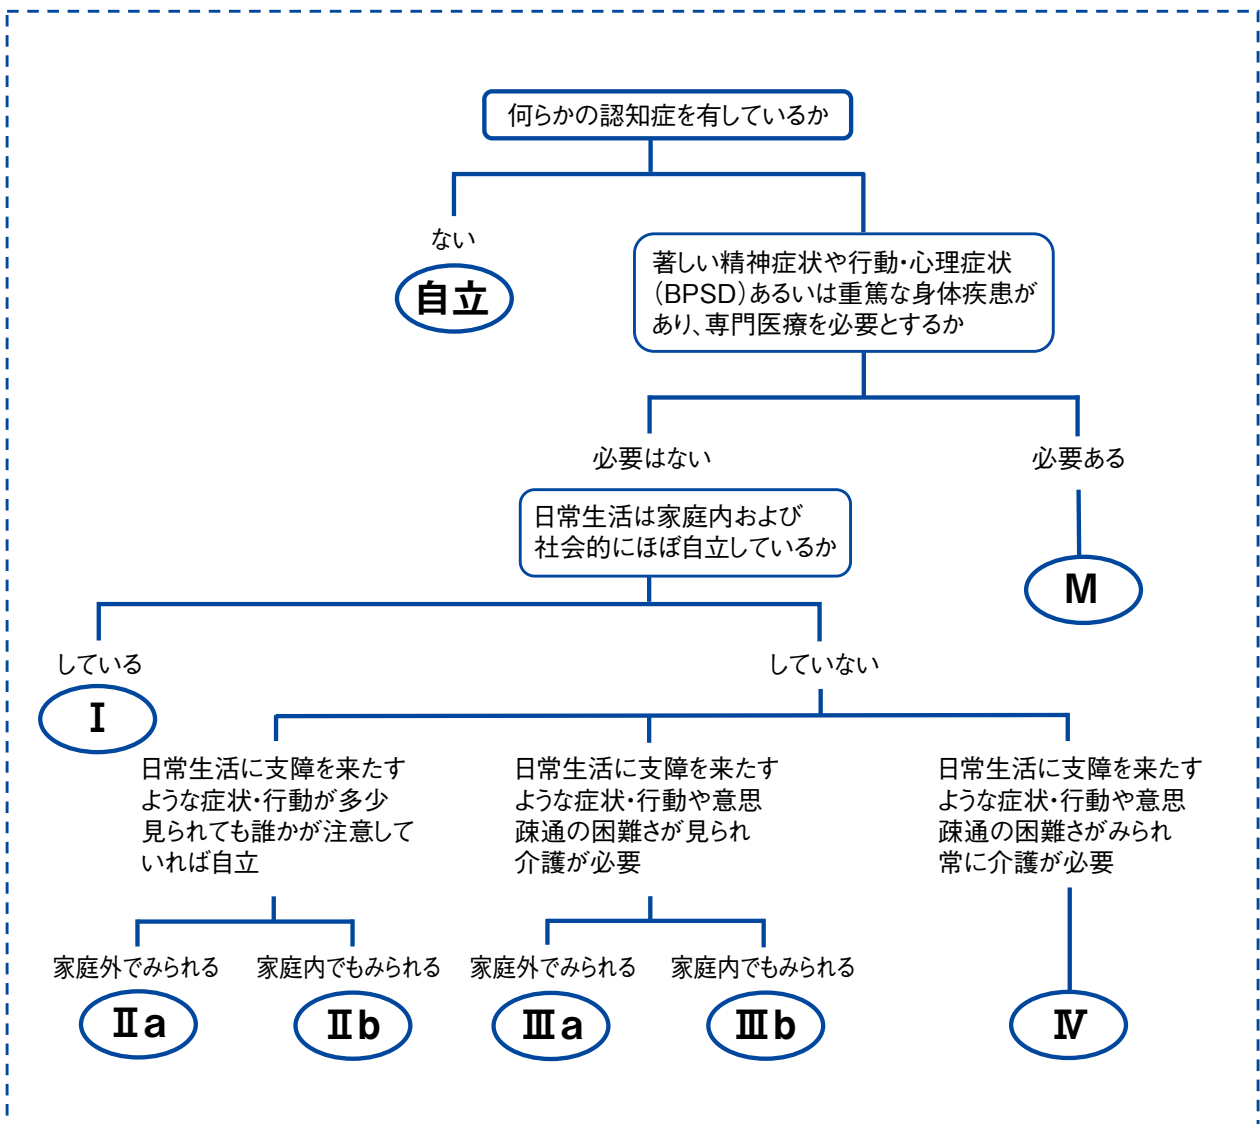 何らかの認知症を有しているか
ない
自立
著しい精神症状や行動・心理症状
(BPSD)あるいは重篤な身体疾患が
あり、専門医療を必要とするか
必要はない
必要ある
日常生活は家庭内および
社会的にほぼ自立しているか
M
している
していない
Ⅰ
日常生活に支障を来たす
ような症状・行動が多少
見られても誰かが注意して
いれば自立
日常生活に支障を来たす
ような症状・行動や意思
疎通の困難さが見られ
介護が必要
日常生活に支障を来たす
ような症状・行動や意思
疎通の困難さがみられ
常に介護が必要
家庭外でみられる
家庭内でもみられる
家庭外でみられる
家庭内でもみられる
Ⅱa
Ⅱb
Ⅲa
Ⅲb
Ⅳ